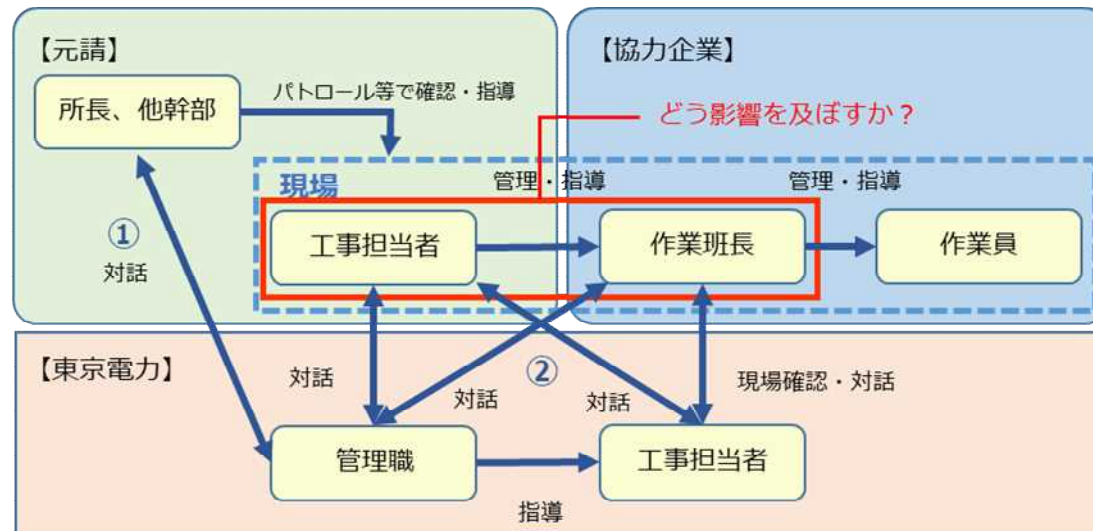 【元請】
【協力企業】
所長、他幹部
パトロール等で確認・指導
どう影響を及ぼすか？
現場
管理・指導
管理・指導
①
対話
工事担当者
作業班長
作業員
【東京電力】
②
対話
対話
対話
現場確認・対話
管理職
工事担当者
指導